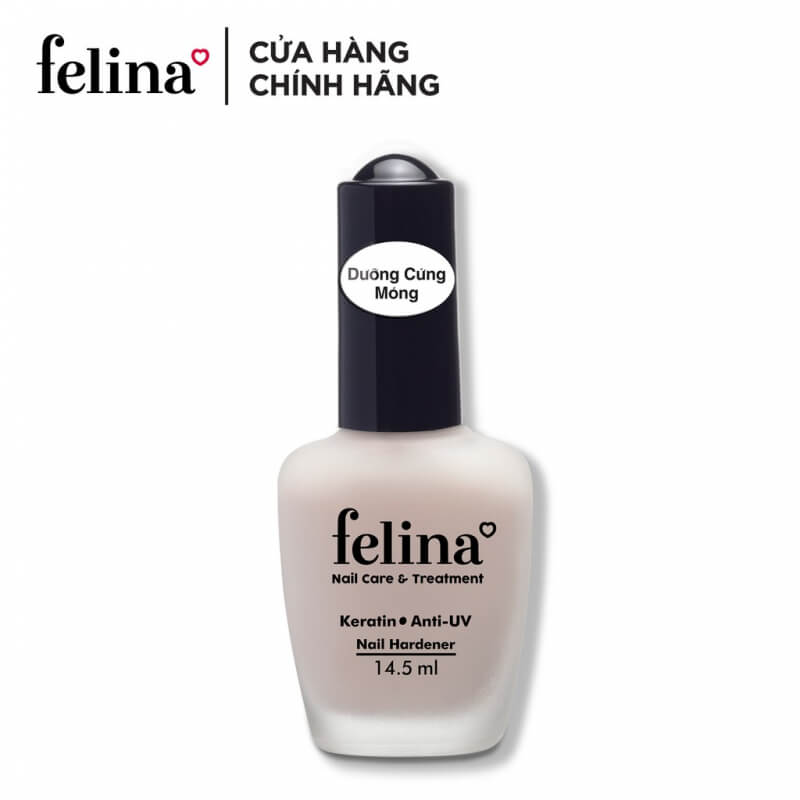 felina
CỬA HÀNG
CHÍNH HÃNG
Dưỡng Cứng
Móng
felina
Nail Care & Treatment
Keratin • Anti-UV
Nail Hardener
14.5 ml